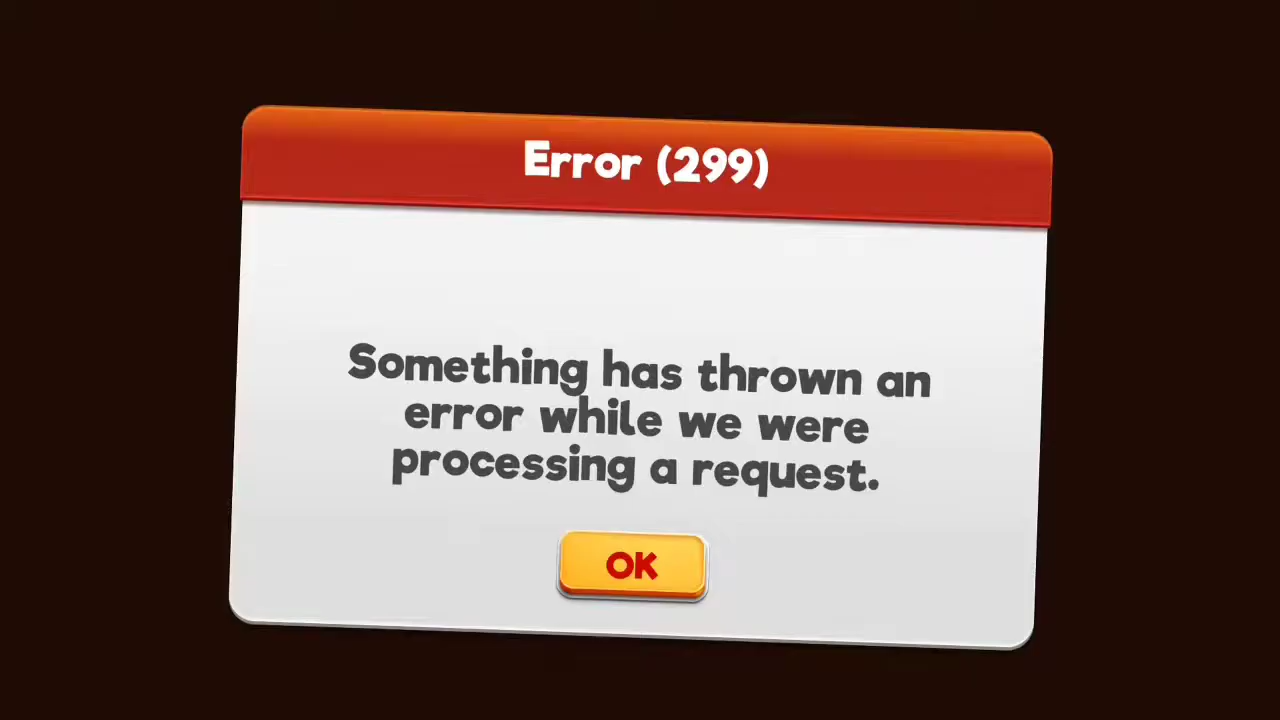 Error (299)
Something has thrown an
error while we were
processing a request.
OK